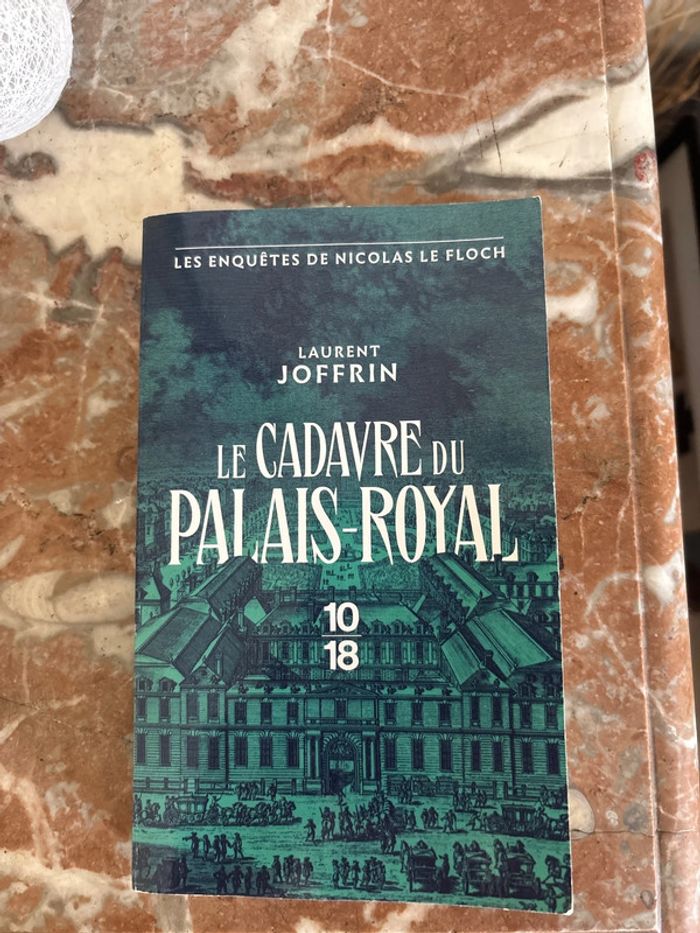 LES ENQUÊTES DE NICOLAS LE FLOCH
LAURENT
JOFFRIN
LE CADAVRE DU
PALAIS-ROYAL
10
18